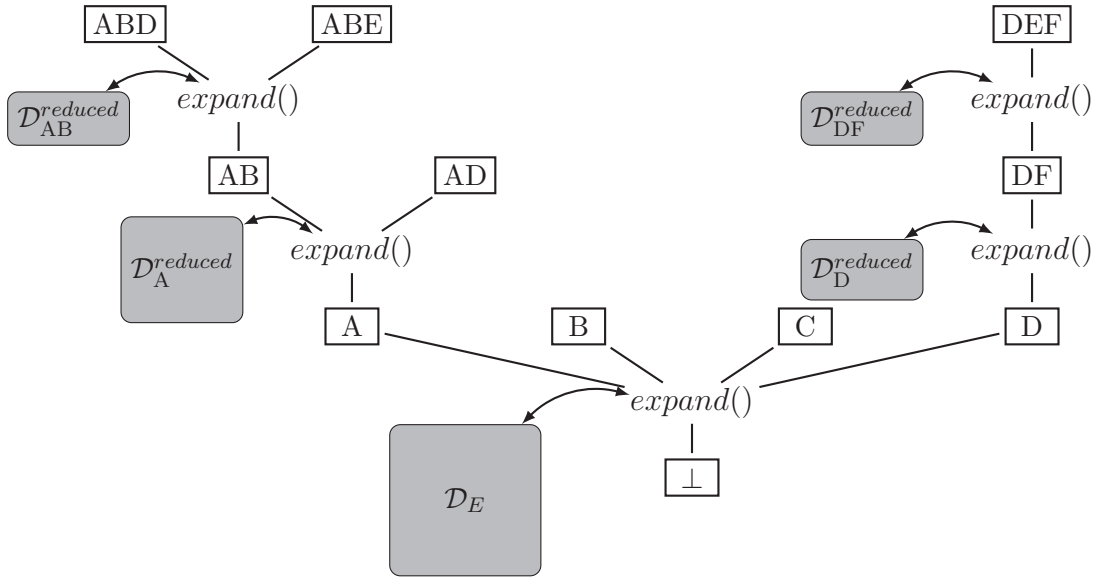 ABD ABE DEF
expand() expand()
𝒟_AB^reduced 𝒟_DF^reduced
AB AD DF
expand() expand()
𝒟_A^reduced 𝒟_D^reduced
A B C D
expand()
⊥
𝒟_E